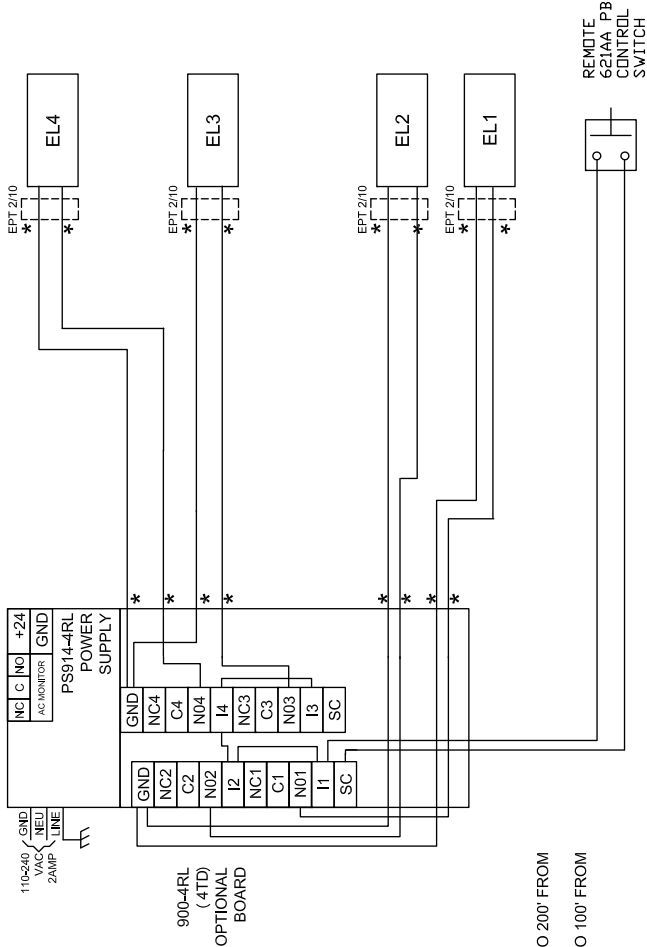 EL4
EL3
EL2
EL1
EPT 2/10
EPT 2/10
EPT 2/10
EPT 2/10
*
*
*
*
*
*
*
*
REMOTE
621AA PB
CONTROL
SWITCH
NC C NO +24
AC MONITOR GND
PS914-4RL
POWER
SUPPLY
*
*
*
*
*
*
*
*
GND
NC4
C4
N04
I4
NC3
C3
N03
I3
SC
GND
NC2
C2
N02
I2
NC1
C1
N01
I1
SC
110-240
VAC
2AMP
GND
NEU
LINE
900-4RL
( 4TD)
OPTIONAL
BOARD
O 200' FROM
O 100' FROM